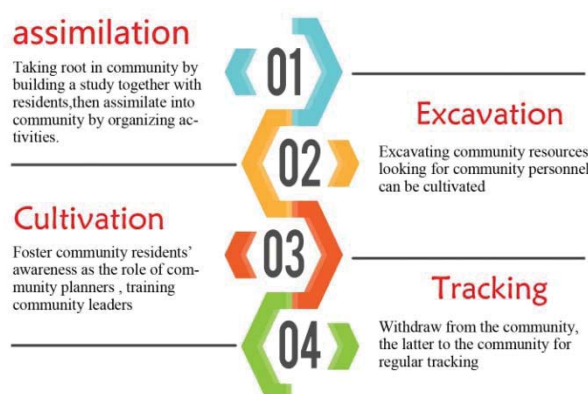 assimilation
Taking root in community by
building a study together with
residents,then assimilate into
community by organizing ac-
tivities.
01
Excavation
Excavating community resources
looking for community personnel
can be cultivated
02
Cultivation
Foster community residents'
awareness as the role of com-
munity planners , training
community leaders
03
Tracking
Withdraw from the community,
the latter to the community for
regular tracking
04